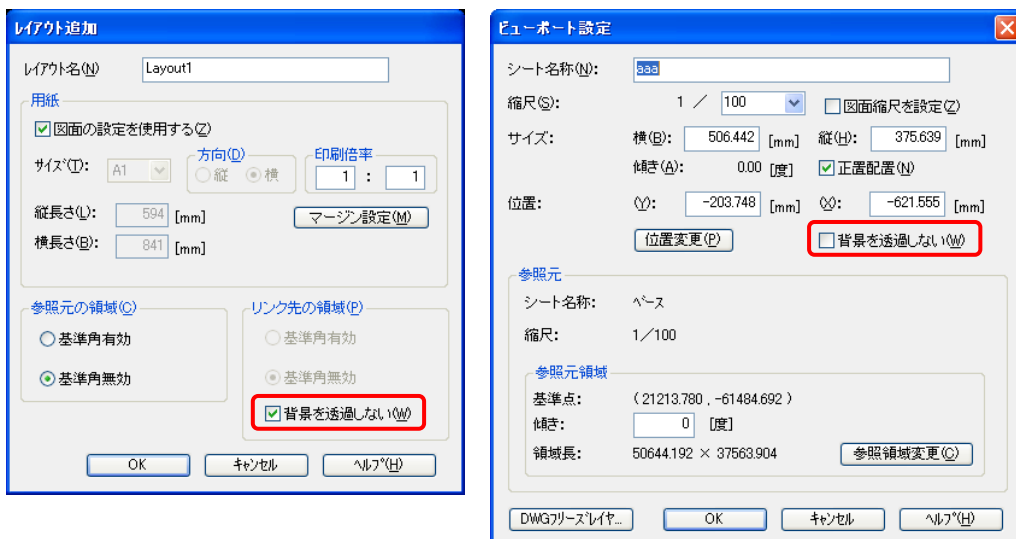 レイアウト追加
レイアウト名(N) Layout1
用紙
図面の設定を使用する(Z)
サイズ(T): A1
方向(D)
縦 横
印刷倍率
1 : 1
縦長さ(L): 594 [mm]
マージン設定(M)
横長さ(B): 841 [mm]
参照元の領域(C)
基準角有効
基準角無効
リンク先の領域(P)
基準角有効
基準角無効
背景を透過しない(W)
OK キャンセル ヘルプ(H)
ビューポート設定
シート名称(N): aaa
縮尺(S): 1 / 100 図面縮尺を設定(Z)
サイズ: 横(B): 506.442 [mm] 縦(H): 375.639 [mm]
傾き(A): 0.00 [度] 正置配置(N)
位置: (Y): -203.748 [mm] (X): -621.555 [mm]
位置変更(P) 背景を透過しない(W)
参照元
シート名称: ベース
縮尺: 1/100
参照元領域
基準点: ( 21213.780 , -61484.692 )
傾き: 0 [度]
領域長: 50644.192 × 37563.904 参照領域変更(C)
DWGフリーズレイヤ... OK キャンセル ヘルプ(H)